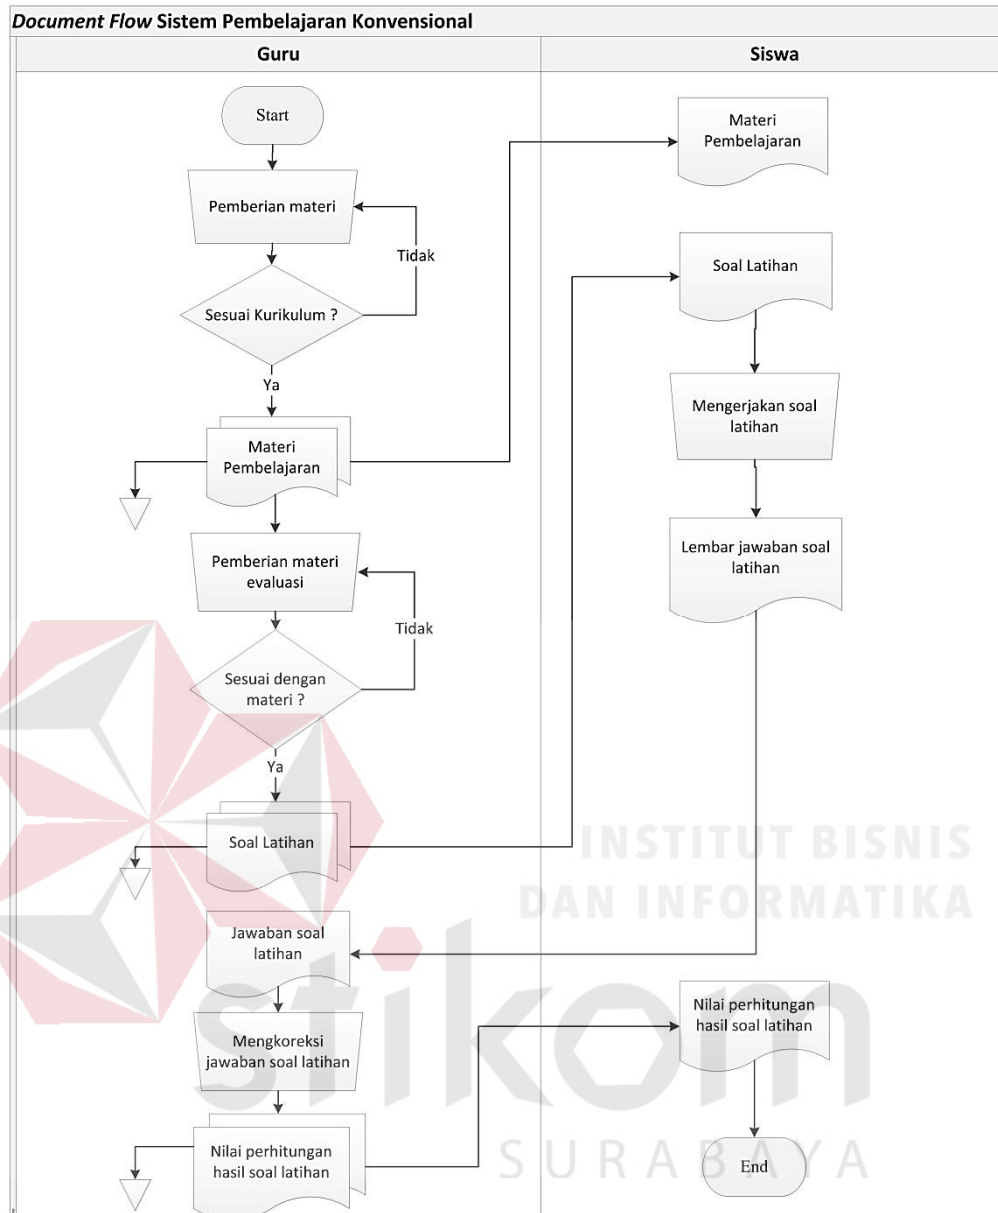 Document Flow Sistem Pembelajaran Konvensional
Guru
Siswa
Start
Pemberian materi
Tidak
Sesuai Kurikulum ?
Ya
Materi
Pembelajaran
Pemberian materi
evaluasi
Tidak
Sesuai dengan
materi ?
Ya
Soal Latihan
Jawaban soal
latihan
Mengkoreksi
jawaban soal latihan
Nilai perhitungan
hasil soal latihan
Materi
Pembelajaran
Soal Latihan
Mengerjakan soal
latihan
Lembar jawaban soal
latihan
Nilai perhitungan
hasil soal latihan
End
INSTITUT BISNIS
DAN INFORMATIKA
stikom
SURABAYA